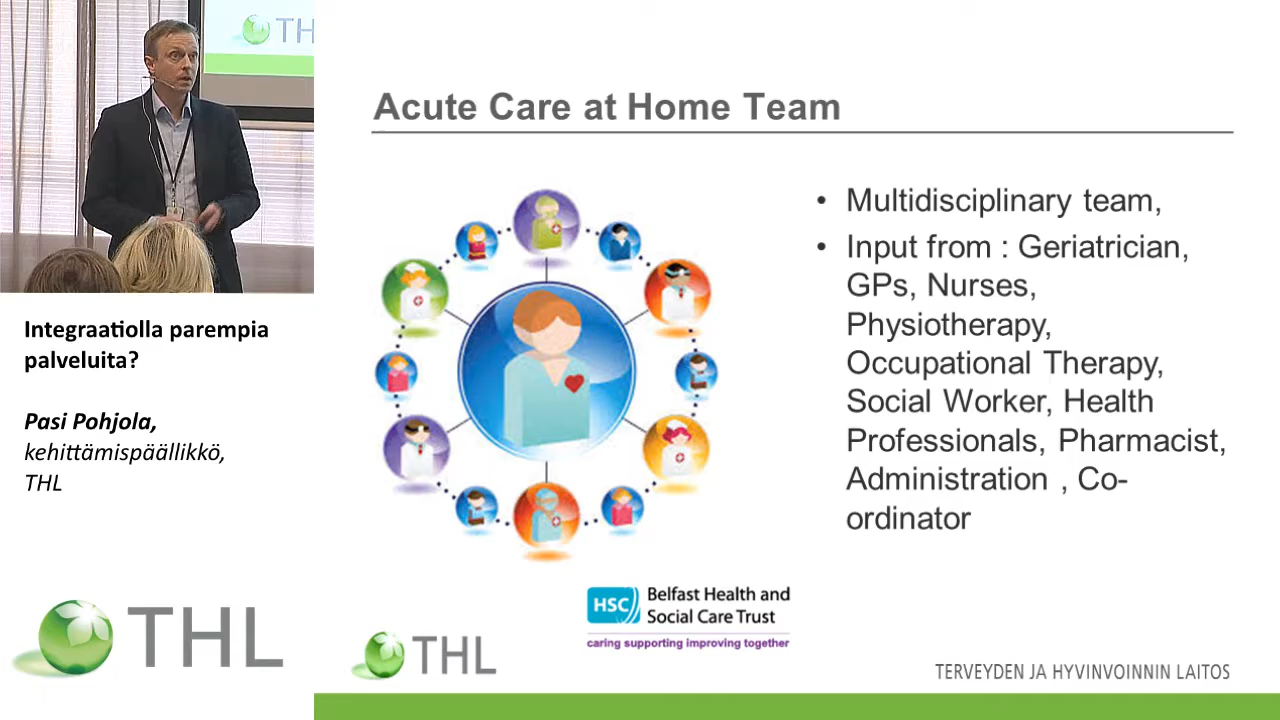 THL
Integraatiolla parempia
palveluita?
Pasi Pohjola,
kehittämispäällikkö,
THL
THL
Acute Care at Home Team
• Multidisciplinary team,
• Input from : Geriatrician,
GPs, Nurses,
Physiotherapy,
Occupational Therapy,
Social Worker, Health
Professionals, Pharmacist,
Administration , Co-
ordinator
HSC
Belfast Health and
Social Care Trust
caring supporting improving together
THL
TERVEYDEN JA HYVINVOINNIN LAITOS